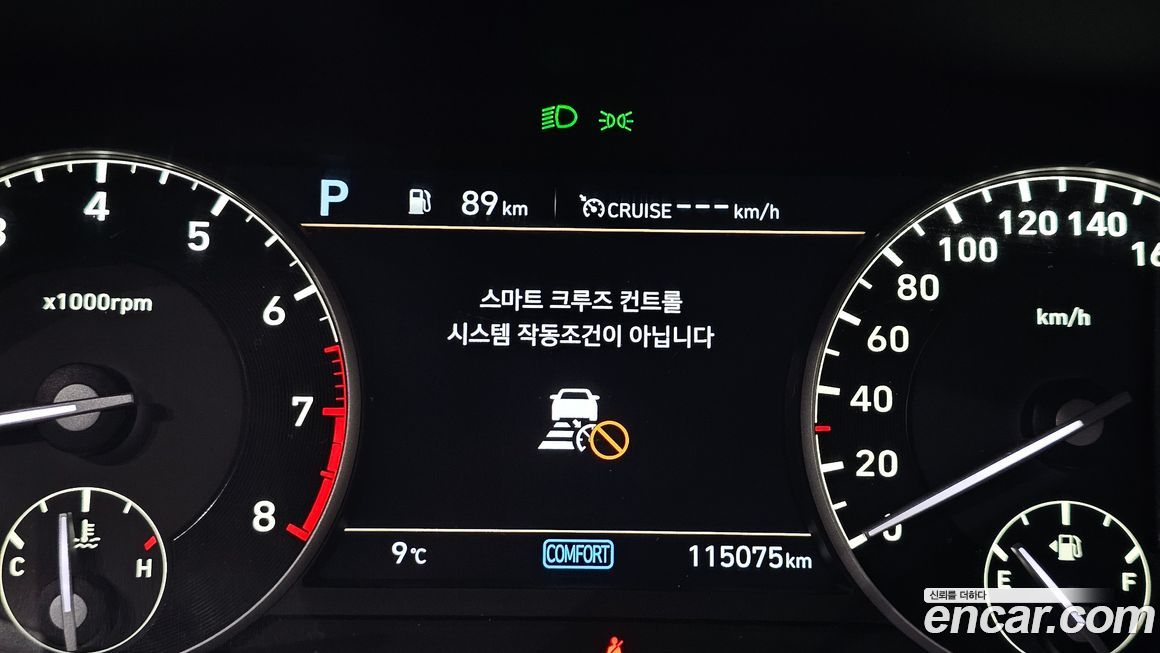 P 89 km CRUISE --- km/h
스마트 크루즈 컨트롤
시스템 작동조건이 아닙니다
3 4 5 6 7 8
x1000rpm
C H
0 20 40 60 80 100 120 140
km/h
9℃ COMFORT 115075km
E F
신뢰를 더하다
encar.com